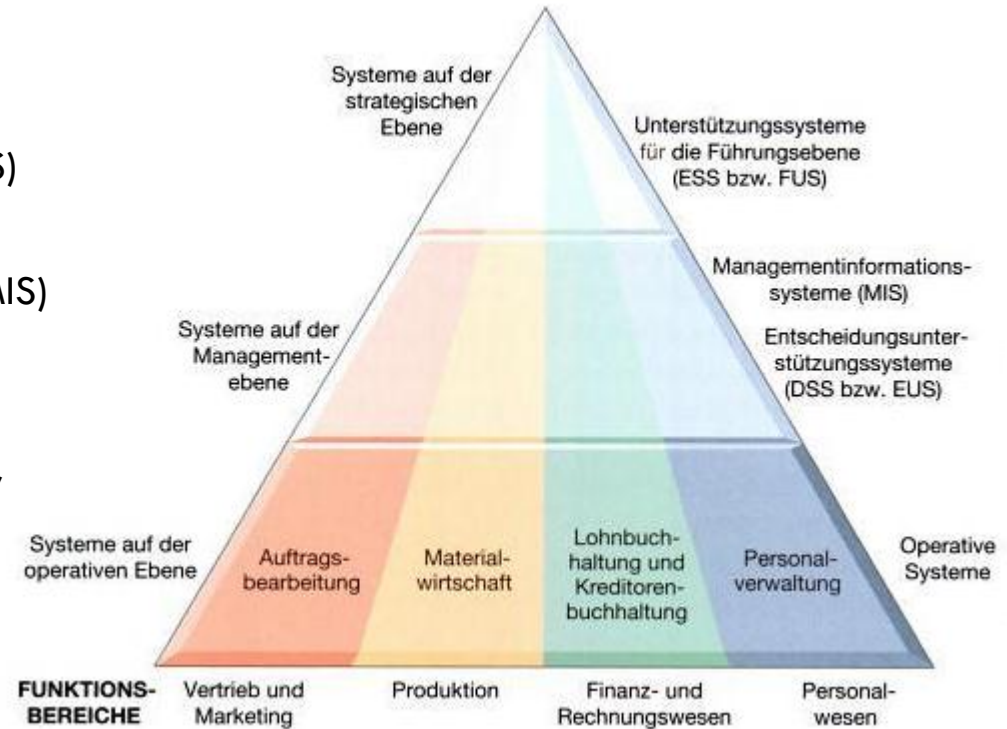 S)
AIS)
Systeme auf der
strategischen
Ebene
Unterstützungssysteme
für die Führungsebene
(ESS bzw. FUS)
Systeme auf der
Management-
ebene
Managementinformations-
systeme (MIS)
Entscheidungsunter-
stützungssysteme
(DSS bzw. EUS)
Systeme auf der
operativen Ebene
Auftrags-
bearbeitung
Material-
wirtschaft
Lohnbuch-
haltung und
Kreditoren-
buchhaltung
Personal-
verwaltung
Operative
Systeme
FUNKTIONS-
BEREICHE
Vertrieb und
Marketing
Produktion
Finanz- und
Rechnungswesen
Personal-
wesen